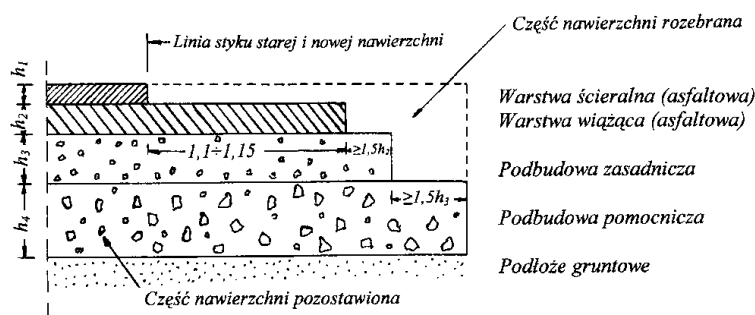 Linia styku starej i nowej nawierzchni
Część nawierzchni rozebrana
h₁
h₂
h₃
h₄
Warstwa ścieralna (asfaltowa)
Warstwa wiążąca (asfaltowa)
1,1÷1,15
≥1,5h₂
Podbudowa zasadnicza
≥1,5h₃
Podbudowa pomocnicza
Podłoże gruntowe
Część nawierzchni pozostawiona